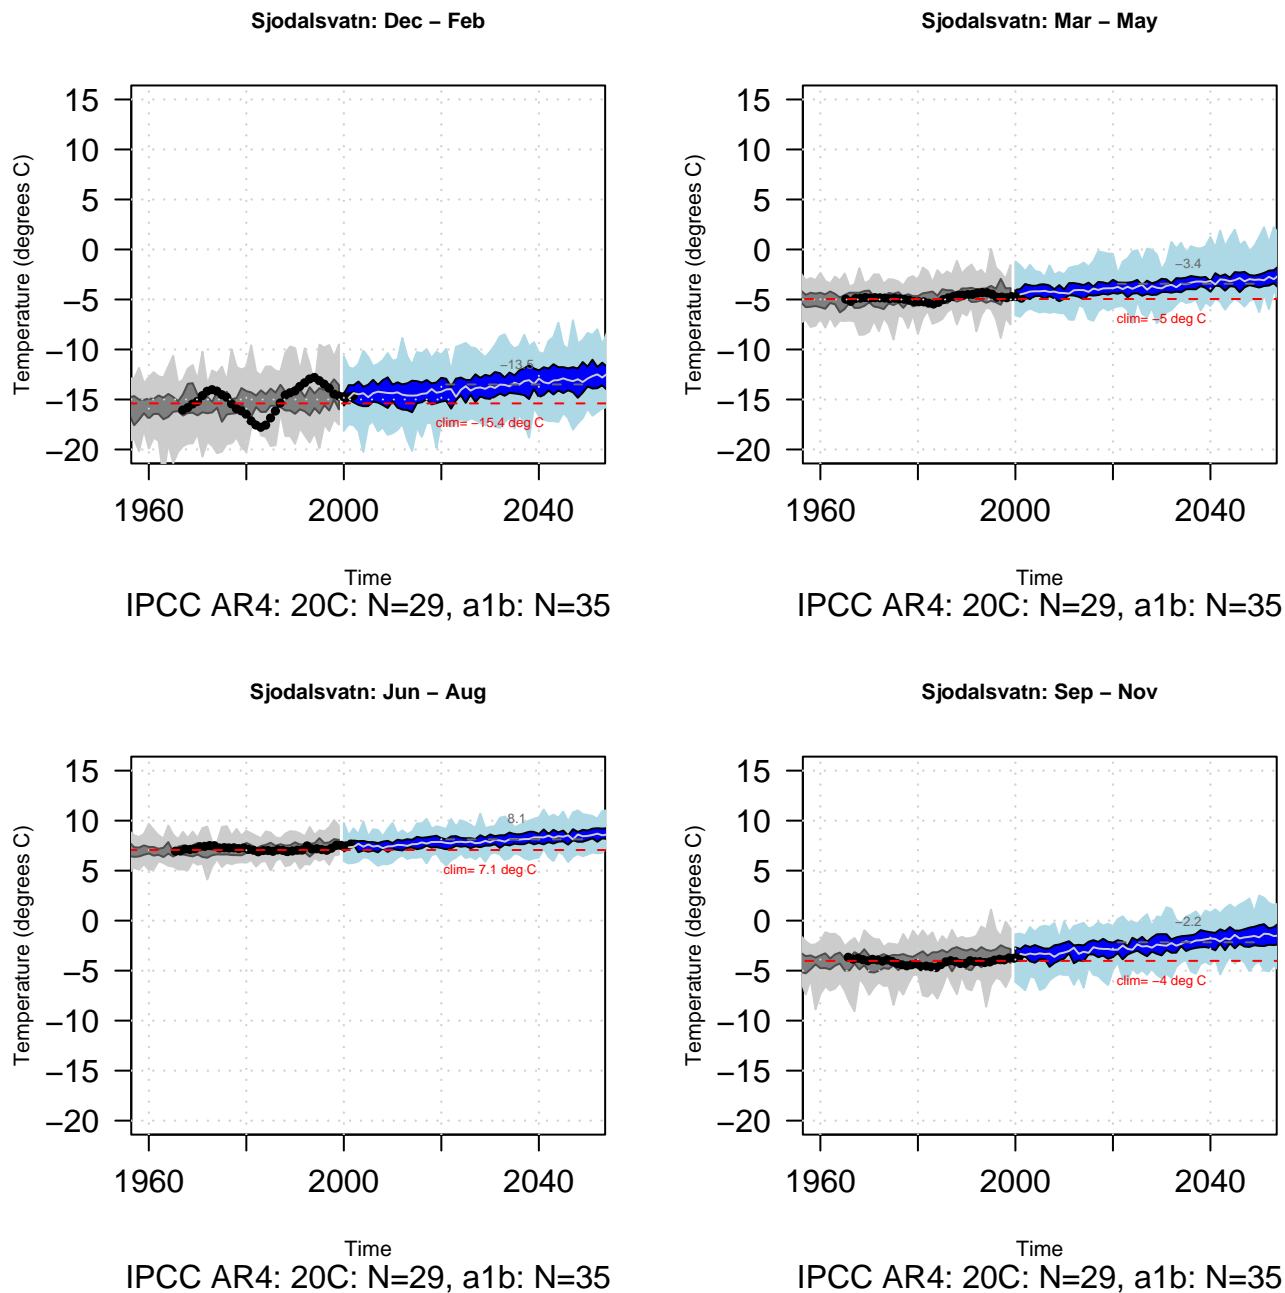 Sjodalsvatn: Dec − Feb
Temperature (degrees C)
15
10
5
0
−5
−10
−15
−20
−13.5
clim= −15.4 deg C
1960
2000
2040
Time
IPCC AR4: 20C: N=29, a1b: N=35
Sjodalsvatn: Mar − May
Temperature (degrees C)
15
10
5
0
−5
−10
−15
−20
−3.4
clim= −5 deg C
1960
2000
2040
Time
IPCC AR4: 20C: N=29, a1b: N=35
Sjodalsvatn: Jun − Aug
Temperature (degrees C)
15
10
5
0
−5
−10
−15
−20
8.1
clim= 7.1 deg C
1960
2000
2040
Time
IPCC AR4: 20C: N=29, a1b: N=35
Sjodalsvatn: Sep − Nov
Temperature (degrees C)
15
10
5
0
−5
−10
−15
−20
−2.2
clim= −4 deg C
1960
2000
2040
Time
IPCC AR4: 20C: N=29, a1b: N=35